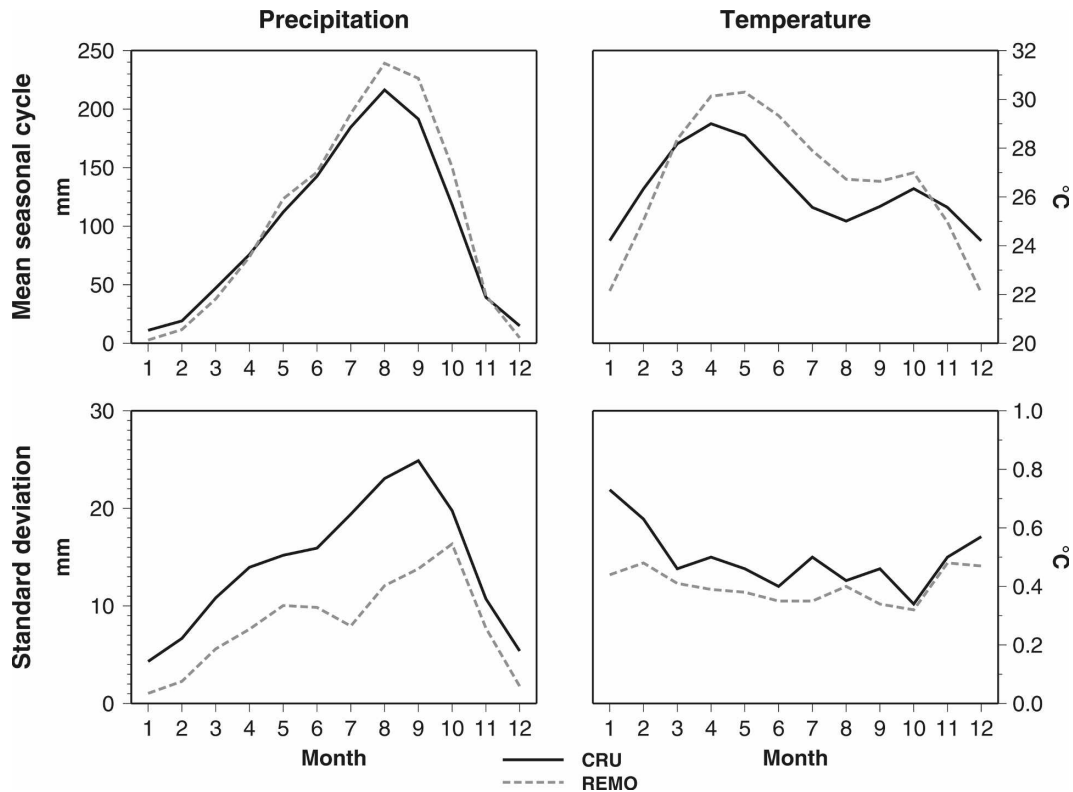 Precipitation
Temperature
Mean seasonal cycle
mm
250
200
150
100
50
0
1 2 3 4 5 6 7 8 9 10 11 12
32
30
28
26
24
22
20
°C
1 2 3 4 5 6 7 8 9 10 11 12
Standard deviation
mm
30
20
10
0
1 2 3 4 5 6 7 8 9 10 11 12
Month
1.0
0.8
0.6
0.4
0.2
0.0
°C
1 2 3 4 5 6 7 8 9 10 11 12
Month
CRU
REMO